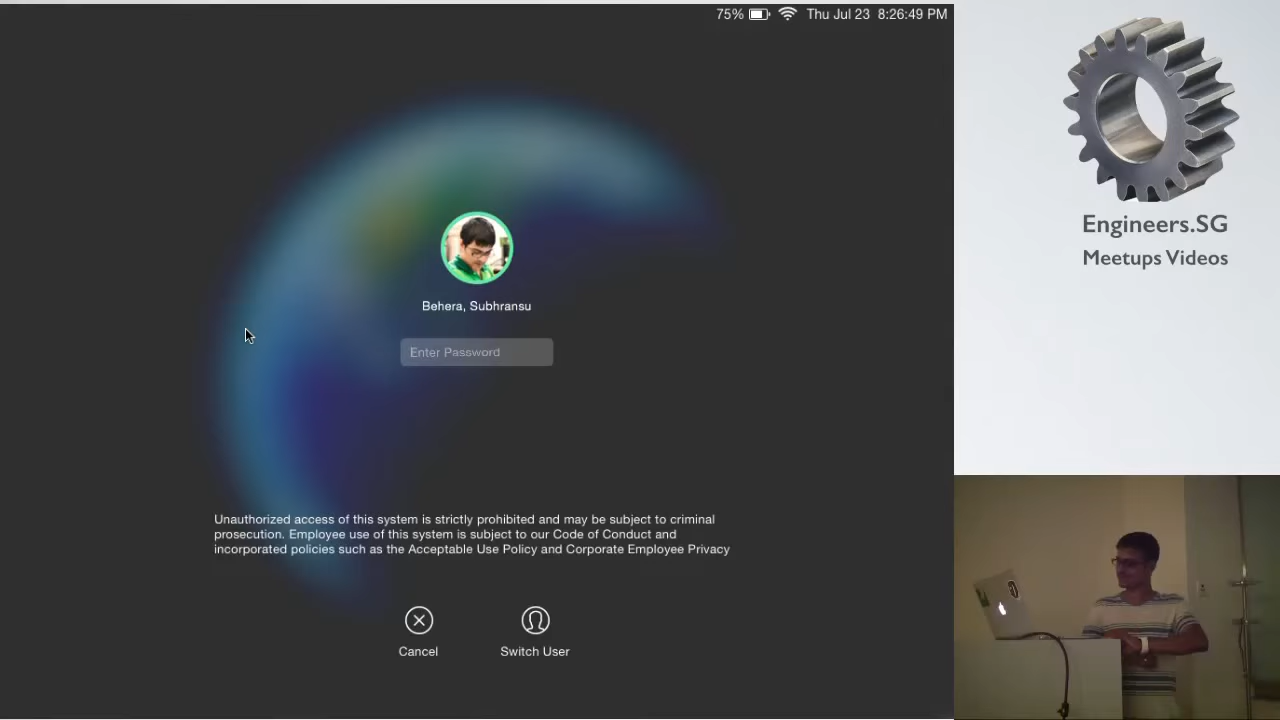 75% Thu Jul 23 8:26:49 PM
Engineers.SG
Meetups Videos
Behera, Subhransu
Enter Password
Unauthorized access of this system is strictly prohibited and may be subject to criminal
prosecution. Employee use of this system is subject to our Code of Conduct and
incorporated policies such as the Acceptable Use Policy and Corporate Employee Privacy
Cancel
Switch User